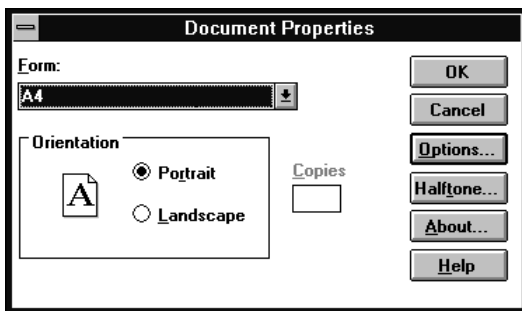 Document Properties
Form:
A4
Orientation
A
Portrait
Landscape
Copies
OK
Cancel
Options...
Halftone...
About...
Help